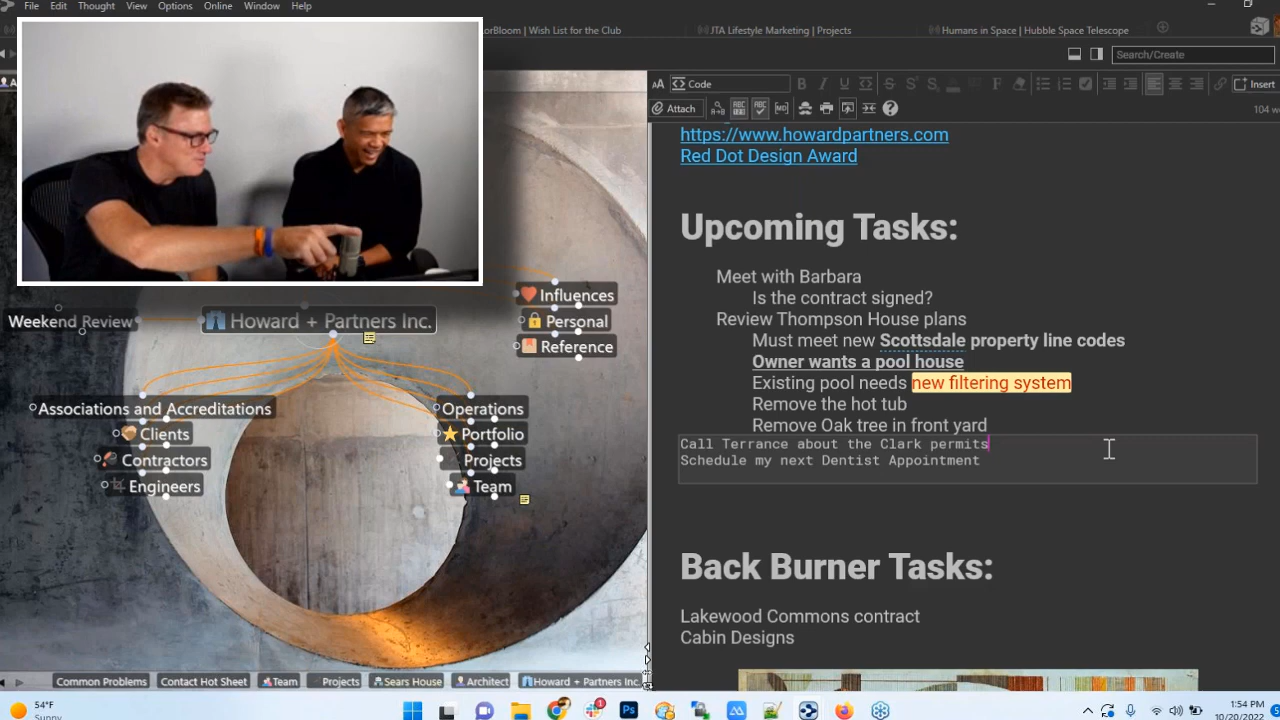 File Edit Thought View Options Online Window Help
orBloom | Wish List for the Club
JTA Lifestyle Marketing | Projects
Humans in Space | Hubble Space Telescope
Search/Create
Code
Insert
Attach
104 w
https://www.howardpartners.com
Red Dot Design Award
Upcoming Tasks:
Meet with Barbara
Is the contract signed?
Review Thompson House plans
Must meet new Scottsdale property line codes
Owner wants a pool house
Existing pool needs new filtering system
Remove the hot tub
Remove Oak tree in front yard
Call Terrance about the Clark permits
Schedule my next Dentist Appointment
Back Burner Tasks:
Lakewood Commons contract
Cabin Designs
Weekend Review
Howard + Partners Inc.
Influences
Personal
Reference
Associations and Accreditations
Clients
Contractors
Engineers
Operations
Portfolio
Projects
Team
Common Problems
Contact Hot Sheet
Team
Projects
Sears House
Architect
Howard + Partners Inc.
54°F
Sunny
1:54 PM
10/20/2022